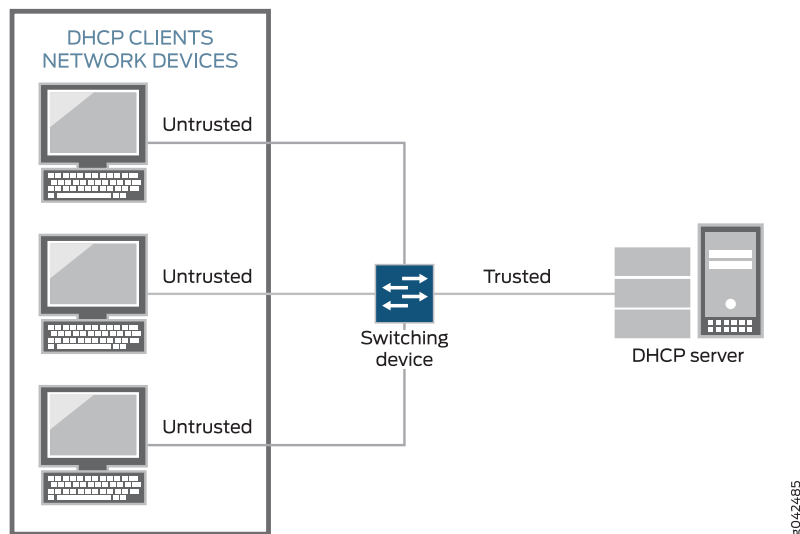 DHCP CLIENTS
NETWORK DEVICES
Untrusted
Untrusted
Trusted
Switching
device
DHCP server
Untrusted
g042485